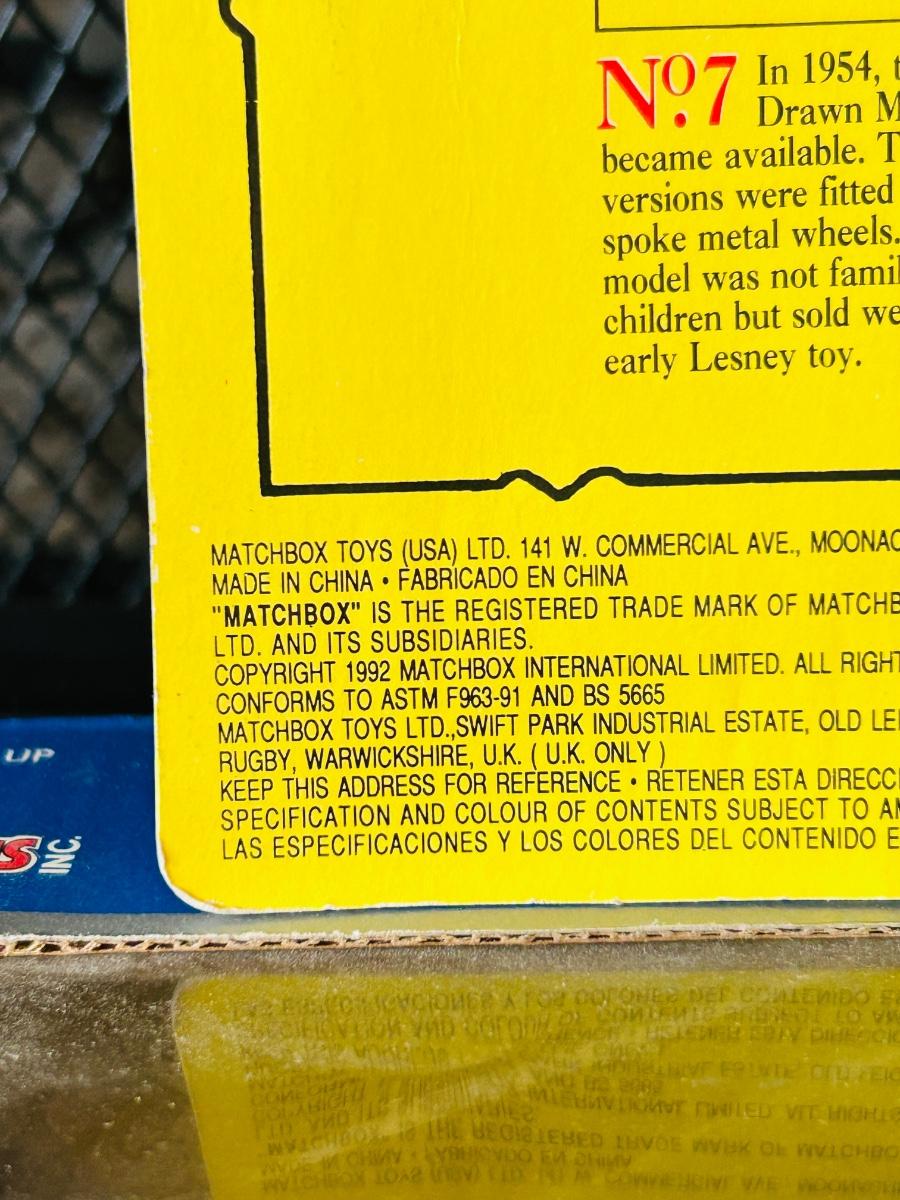 Nº.7 In 1954, t
Drawn M
became available. T
versions were fitted
spoke metal wheels.
model was not famil
children but sold we
early Lesney toy.
MATCHBOX TOYS (USA) LTD. 141 W. COMMERCIAL AVE., MOONAC
MADE IN CHINA • FABRICADO EN CHINA
"MATCHBOX" IS THE REGISTERED TRADE MARK OF MATCHB
LTD. AND ITS SUBSIDIARIES.
COPYRIGHT 1992 MATCHBOX INTERNATIONAL LIMITED. ALL RIGHT
CONFORMS TO ASTM F963-91 AND BS 5665
MATCHBOX TOYS LTD.,SWIFT PARK INDUSTRIAL ESTATE, OLD LEI
RUGBY, WARWICKSHIRE, U.K. ( U.K. ONLY )
KEEP THIS ADDRESS FOR REFERENCE • RETENER ESTA DIRECCI
SPECIFICATION AND COLOUR OF CONTENTS SUBJECT TO A
LAS ESPECIFICACIONES Y LOS COLORES DEL CONTENIDO E
UP
INC.